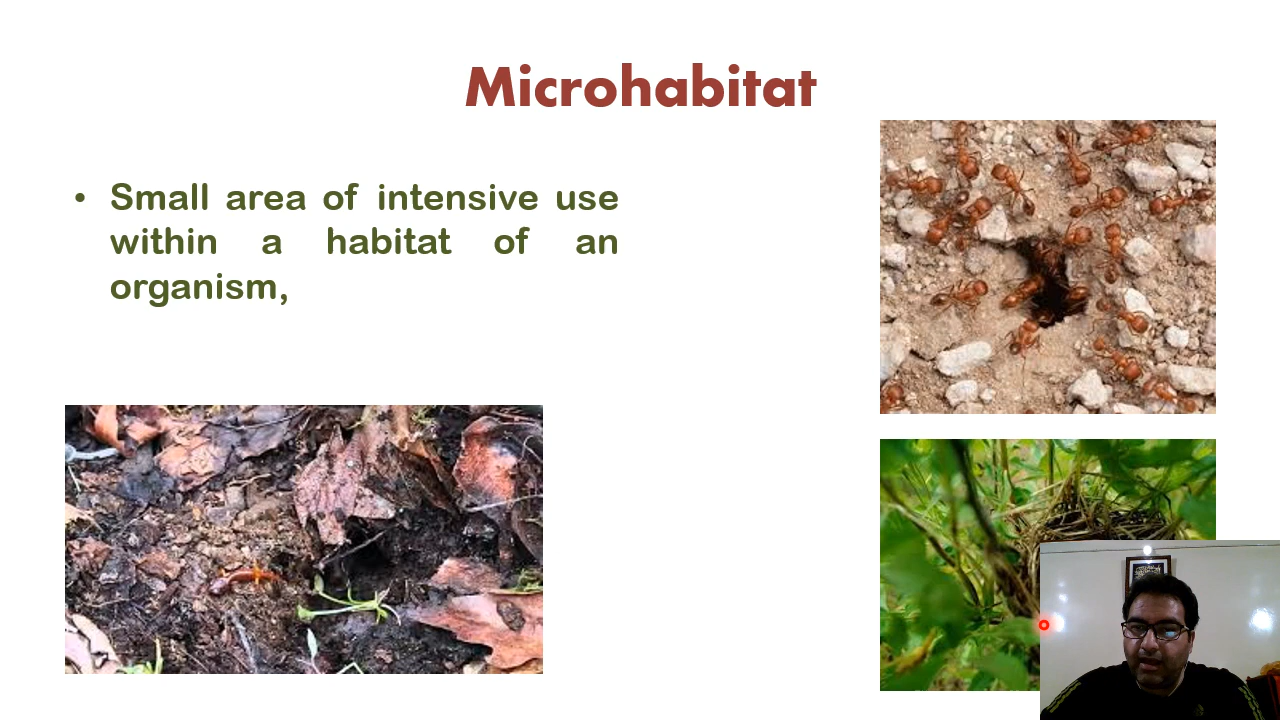 Microhabitat
• Small area of intensive use
within a habitat of an
organism,